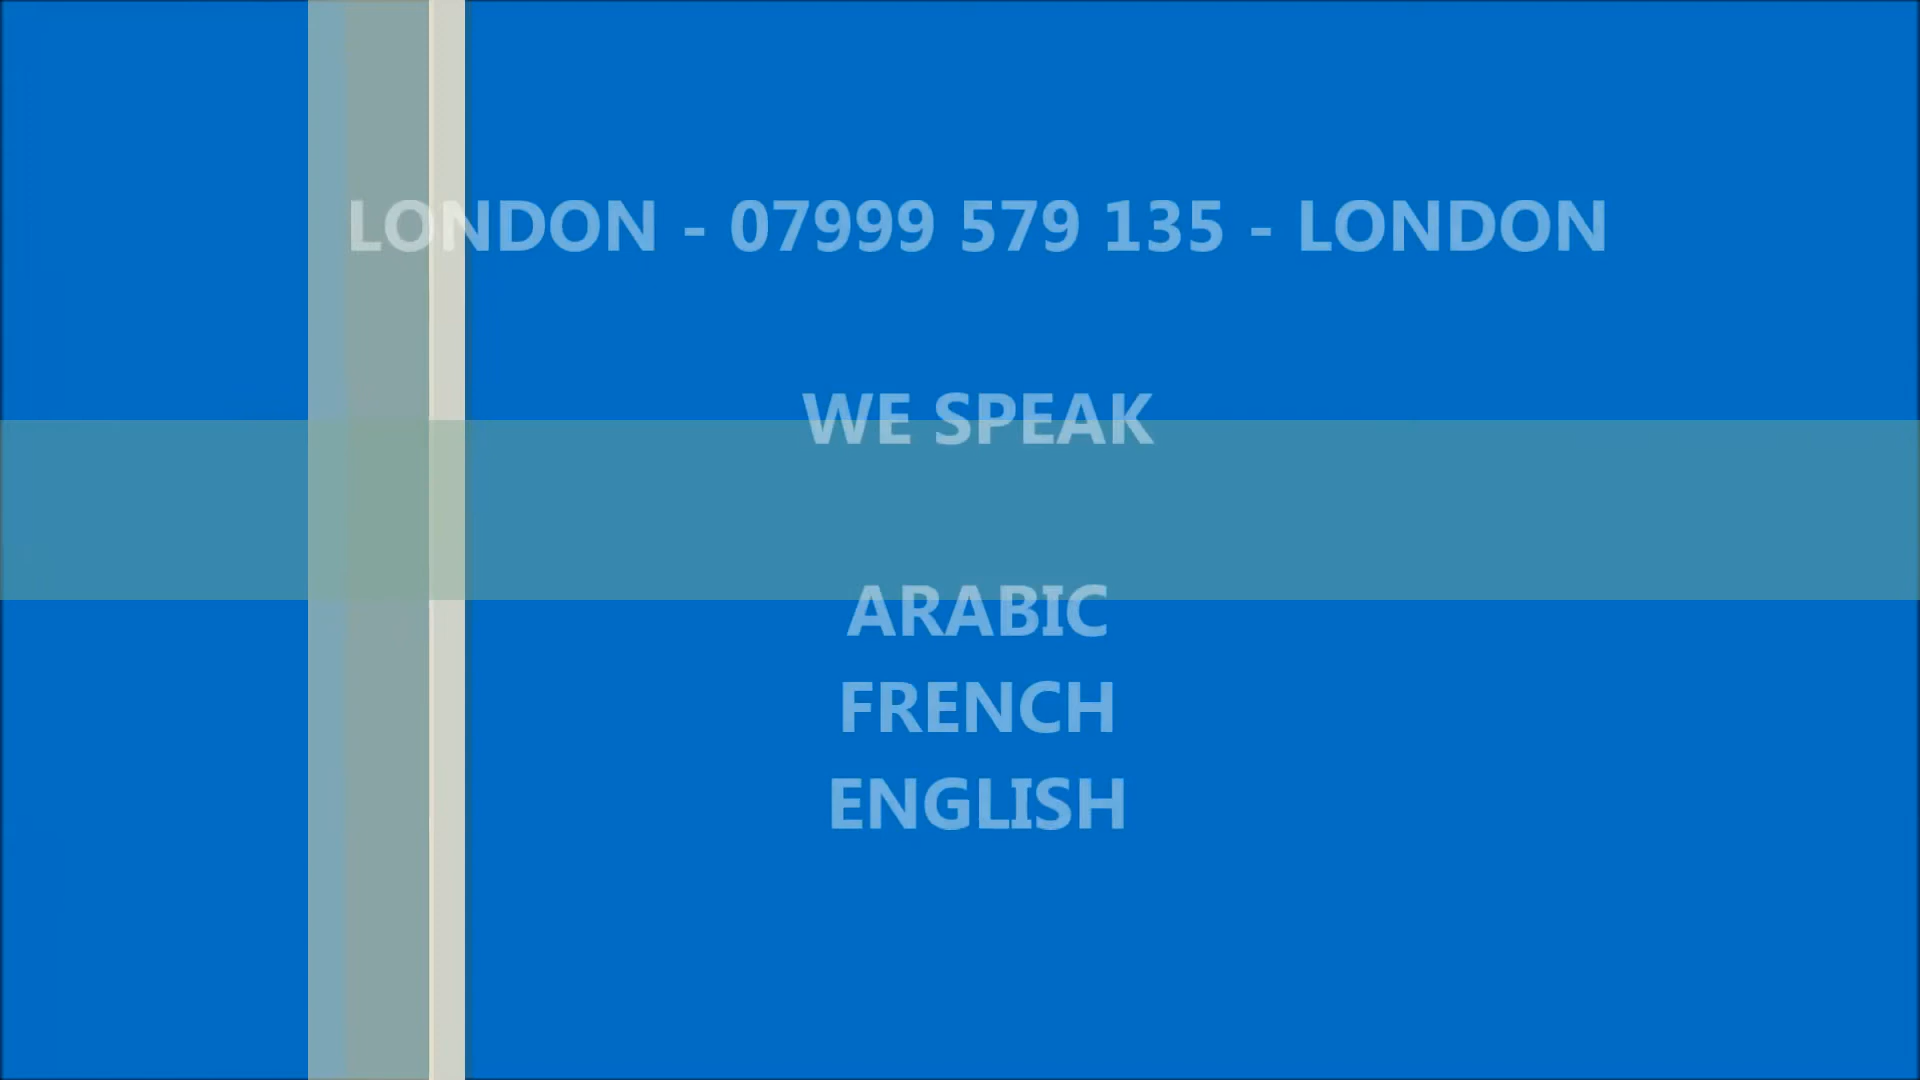 LONDON - 07999 579 135 - LONDON
WE SPEAK
ARABIC
FRENCH
ENGLISH